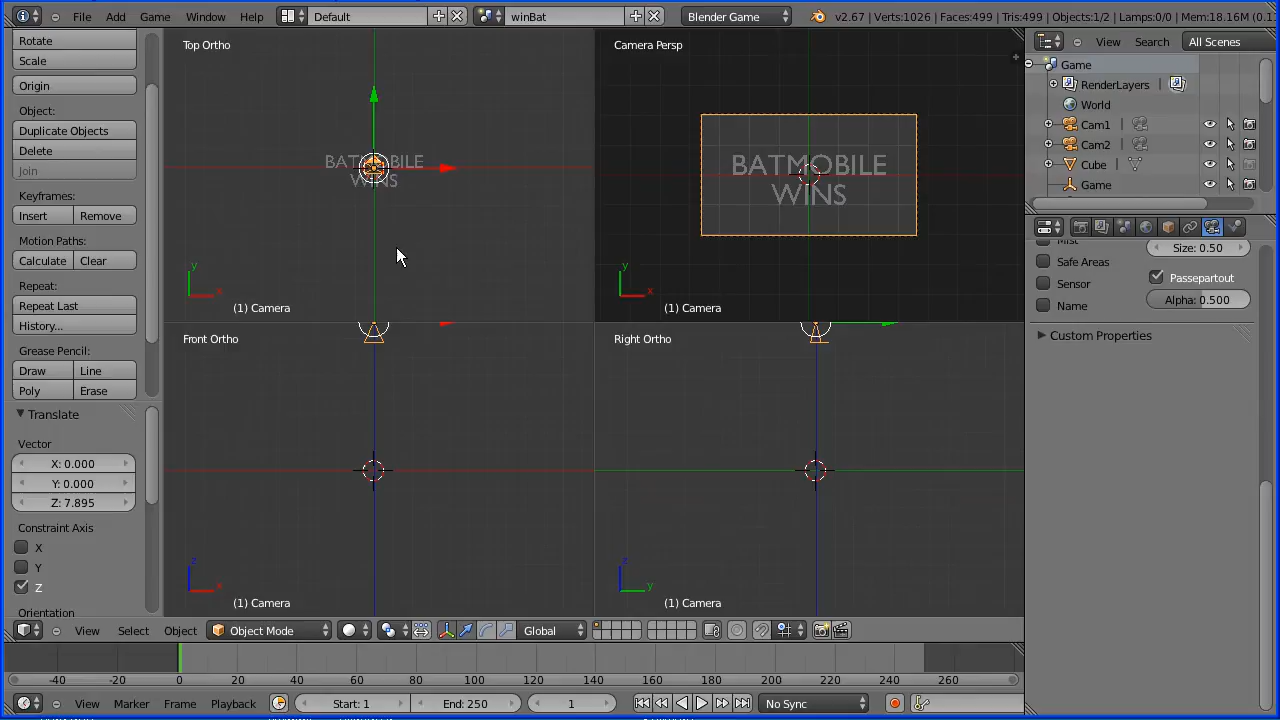 File Add Game Window Help Default winBat Blender Game v2.67 | Verts:1026 | Faces:499 | Tris:499 | Objects:1/2 | Lamps:0/0 | Mem:18.16M (0.1
Rotate
Scale
Origin
Object:
Duplicate Objects
Delete
Join
Keyframes:
Insert Remove
Motion Paths:
Calculate Clear
Repeat:
Repeat Last
History...
Grease Pencil:
Draw Line
Poly Erase
Translate
Vector
X: 0.000
Y: 0.000
Z: 7.895
Constraint Axis
X
Y
Z
Orientation
Top Ortho
BATMOBILE
WINS
y
x
(1) Camera
Camera Persp
BATMOBILE
WINS
y
x
(1) Camera
Front Ortho
z
x
(1) Camera
Right Ortho
z
y
(1) Camera
View Search All Scenes
Game
RenderLayers |
World
Cam1 |
Cam2 |
Cube |
Game
Mist
Safe Areas
Sensor
Name
Size: 0.50
Passepartout
Alpha: 0.500
Custom Properties
View Select Object Object Mode Global
-40 -20 0 20 40 60 80 100 120 140 160 180 200 220 240 260
View Marker Frame Playback Start: 1 End: 250 1 No Sync